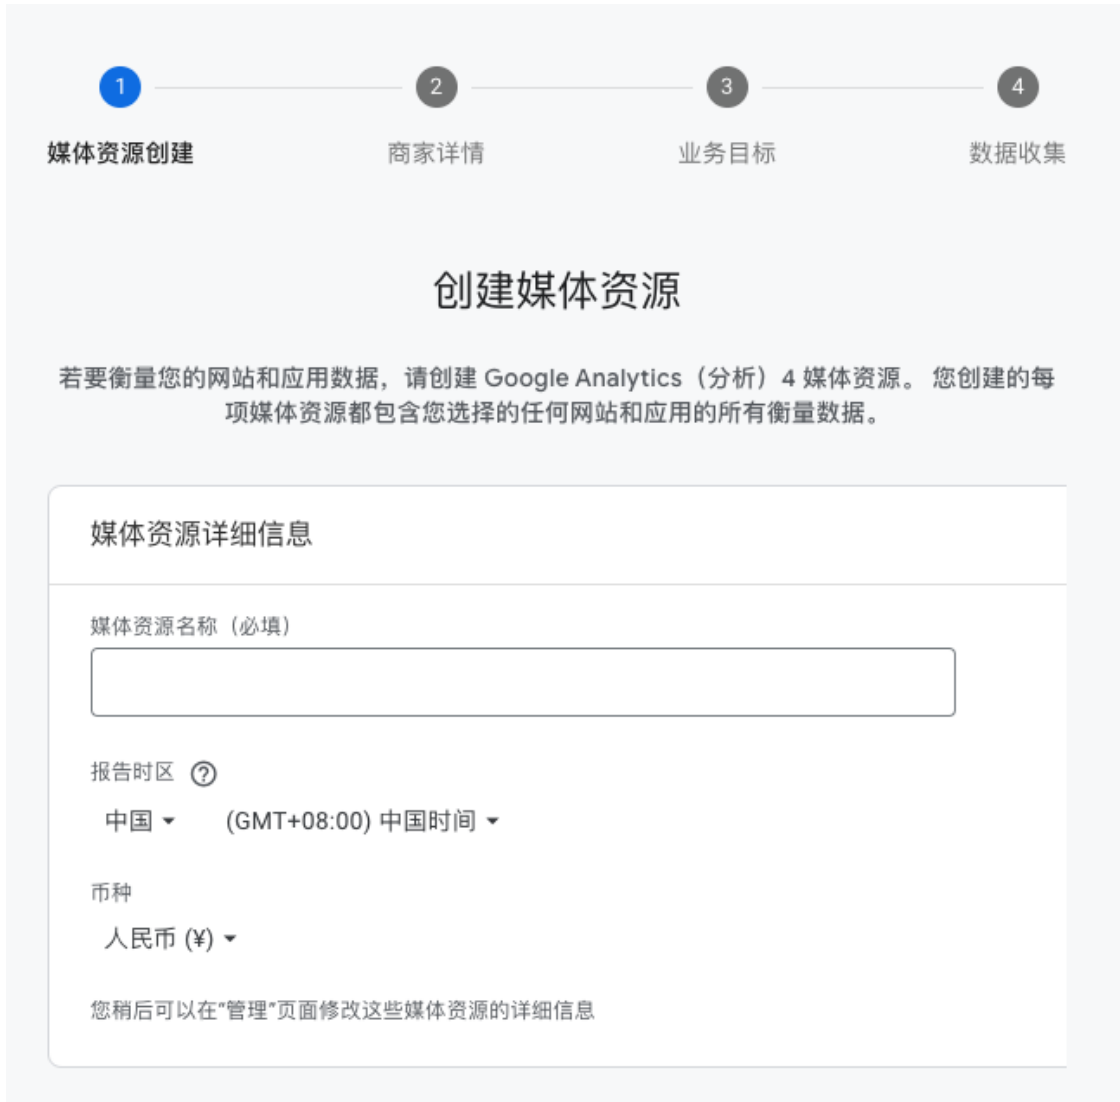 1
2
3
4
媒体资源创建
商家详情
业务目标
数据收集
创建媒体资源
若要衡量您的网站和应用数据，请创建 Google Analytics（分析）4 媒体资源。 您创建的每
项媒体资源都包含您选择的任何网站和应用的所有衡量数据。
媒体资源详细信息
媒体资源名称（必填）
报告时区 ?
中国 (GMT+08:00) 中国时间
币种
人民币 (¥)
您稍后可以在“管理”页面修改这些媒体资源的详细信息